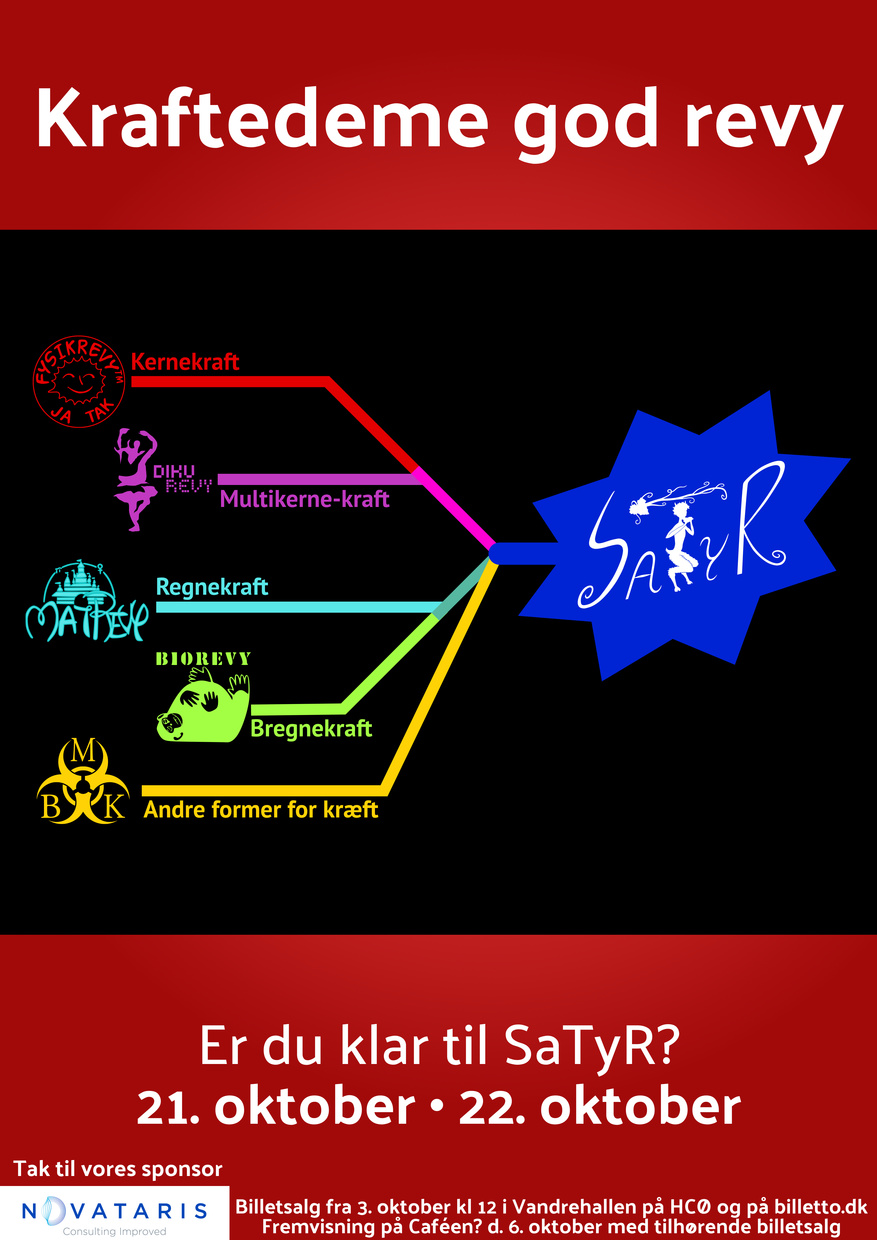 Kraftedeme god revy
FYSIKREVY™
JA TAK
Kernekraft
DIKU
REVY
Multikerne-kraft
SATyR
Regnekraft
MATREVY
BIOREVY
Bregnekraft
M
B K
Andre former for kræft
Er du klar til SaTyR?
21. oktober • 22. oktober
Tak til vores sponsor
NOVATARIS
Consulting Improved
Billetsalg fra 3. oktober kl 12 i Vandrehallen på HCØ og på billetto.dk
Fremvisning på Caféen? d. 6. oktober med tilhørende billetsalg